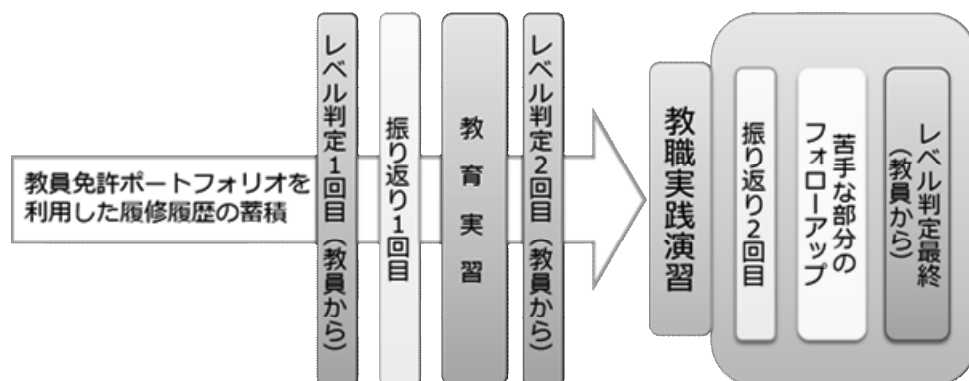 教員免許ポートフォリオを
利用した履修履歴の蓄積
レベル判定1回目(教員から)
振り返り1回目
教育実習
レベル判定2回目(教員から)
教職実践演習
振り返り2回目
苦手な部分の
フォローアップ
レベル判定最終
(教員から)